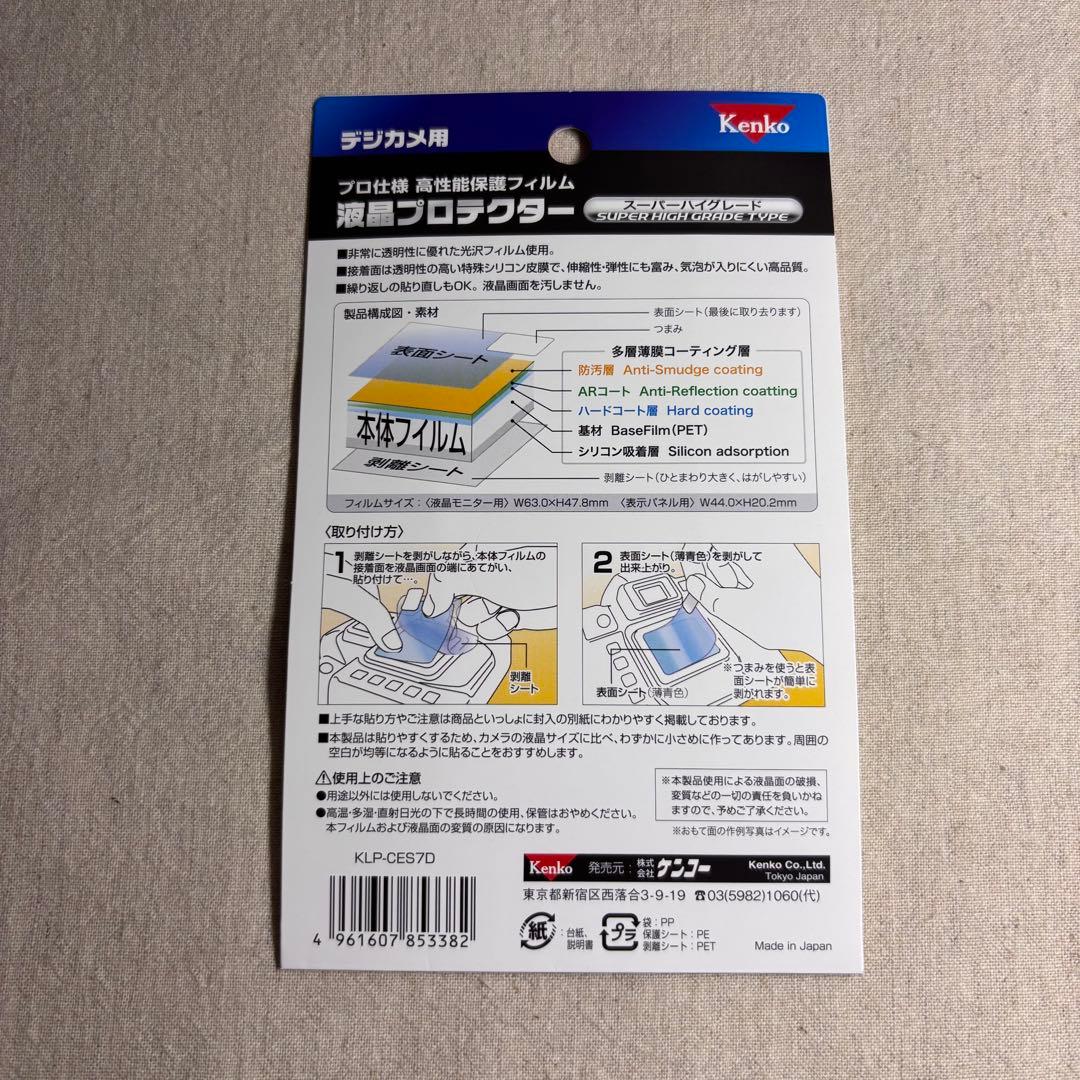 デジカメ用
Kenko
プロ仕様 高性能保護フィルム
液晶プロテクター
スーパーハイグレード
SUPER HIGH GRADE TYPE
■非常に透明性に優れた光沢フィルム使用。
■接着面は透明性の高い特殊シリコン皮膜で、伸縮性・弾性にも富み、気泡が入りにくい高品質。
■繰り返しの貼り直しもOK。液晶画面を汚しません。
製品構成図・素材
表面シート(最後に取り去ります)
つまみ
表面シート
多層薄膜コーティング層
防汚層 Anti-Smudge coating
ARコート Anti-Reflection coatting
ハードコート層 Hard coating
本体フィルム
基材 BaseFilm(PET)
シリコン吸着層 Silicon adsorption
剥離シート
剥離シート(ひとまわり大きく、はがしやすい)
フィルムサイズ:〈液晶モニター用〉W63.0×H47.8mm 〈表示パネル用〉W44.0×H20.2mm
〈取り付け方〉
1 剥離シートを剥がしながら、本体フィルムの
接着面を液晶画面の端にあてがい、
貼り付けて…。
剥離
シート
2 表面シート(薄青色)を剥がして
出来上がり。
※つまみを使うと表
面シートが簡単に
剥がれます。
表面シート(薄青色)
■上手な貼り方やご注意は商品といっしょに封入の別紙にわかりやすく掲載しております。
■本製品は貼りやすくするため、カメラの液晶サイズに比べ、わずかに小さめに作ってあります。周囲の
空白が均等になるように貼ることをおすすめします。
⚠使用上のご注意
●用途以外には使用しないでください。
●高温・多湿・直射日光の下で長時間の使用、保管はおやめください。
本フィルムおよび液晶面の変質の原因になります。
※本製品使用による液晶面の破損、
変質などの一切の責任を負いかね
ますので、予めご了承ください。
※おもて面の作例写真はイメージです。
KLP-CES7D
4 961607 853382
Kenko 発売元:株式会社ケンコー Kenko Co.,Ltd.
Tokyo Japan
東京都新宿区西落合3-9-19 ☎03(5982)1060(代)
紙 :台紙、
説明書
プラ 袋:PP
保護シート:PE
剥離シート:PET
Made in Japan